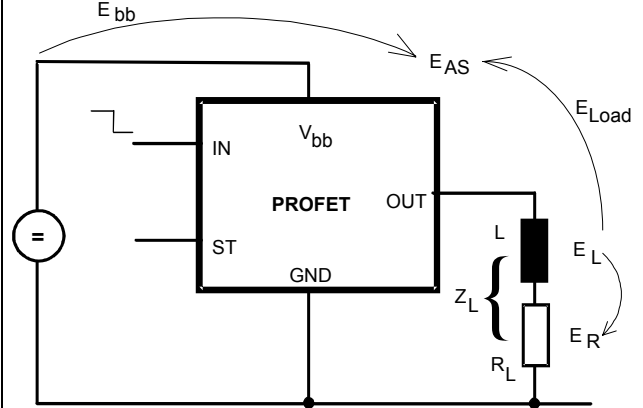 E bb
E AS
E Load
IN
V bb
PROFET
OUT
=
ST
GND
L
E L
Z L
{
R L
E R